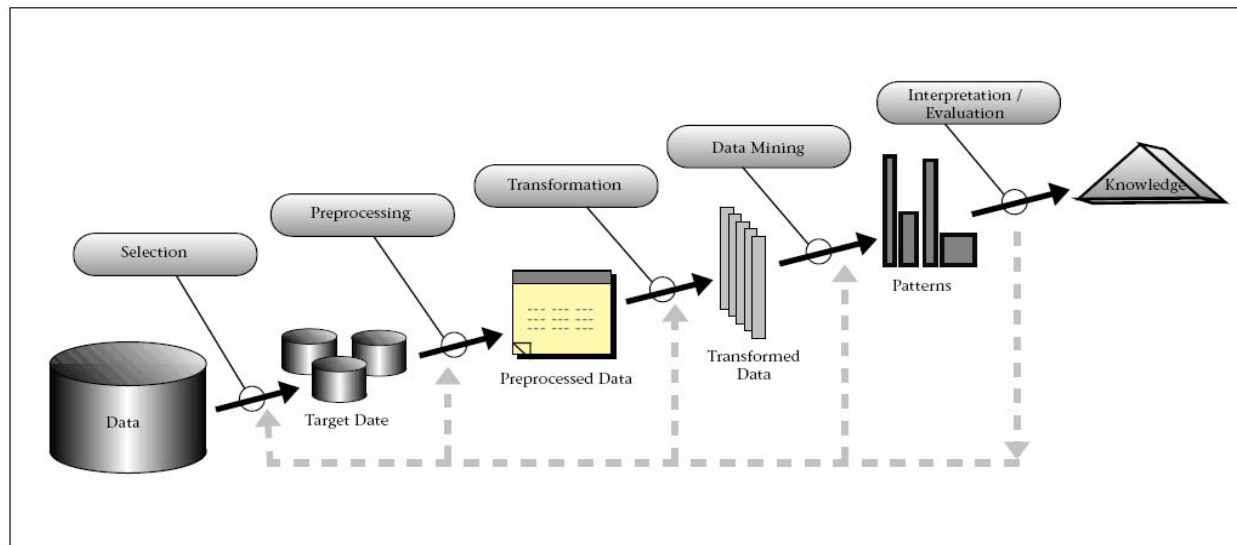 Interpretation /
Evaluation
Data Mining
Transformation
Knowledge
Preprocessing
Selection
Patterns
Transformed
Data
Preprocessed Data
Target Date
Data